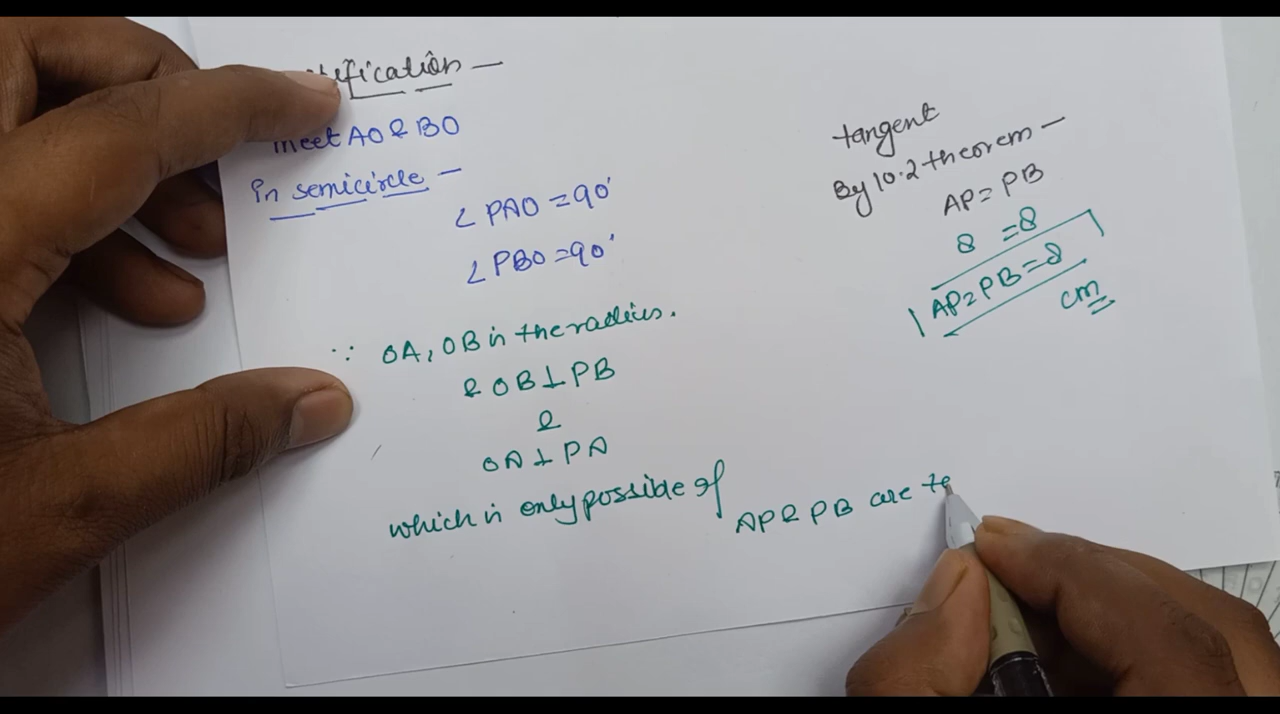 meet AO & BO
In semicircle —
∠PAO = 90°
∠PBO = 90°
∵ OA, OB is the radius.
& OB ⊥ PB
&
OA ⊥ PA
which is only possible if
AP & PB are te
tangent
By 10.2 theorem —
AP = PB
8 = 8
AP = PB = 8
cm